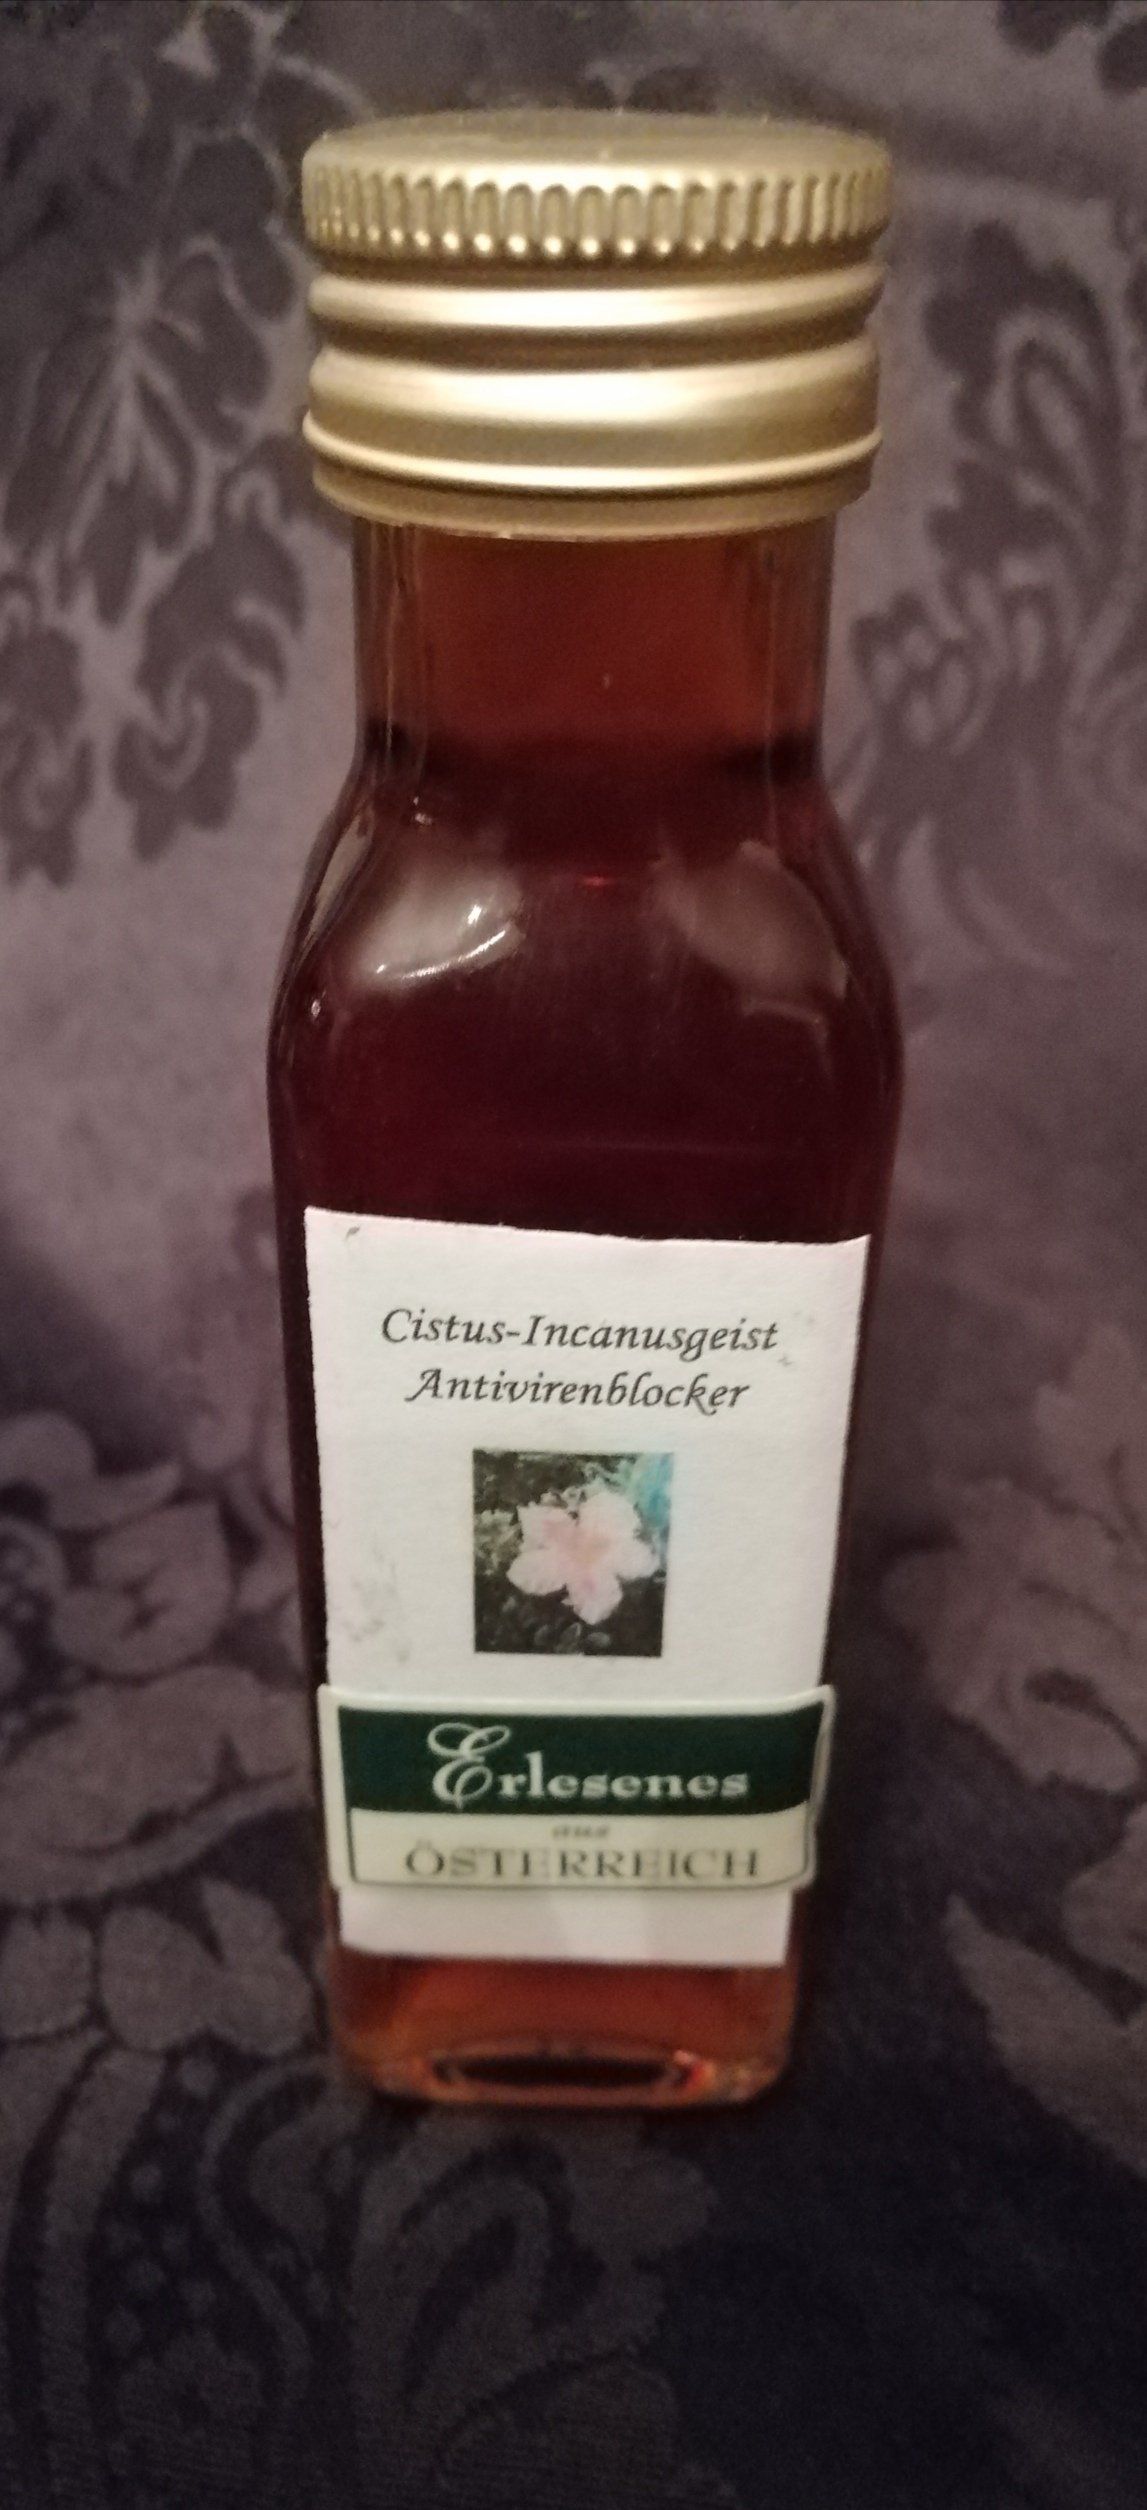 Cistus-Incanusgeist
Antivirenblocker
Erlesenes
aus
ÖSTERREICH